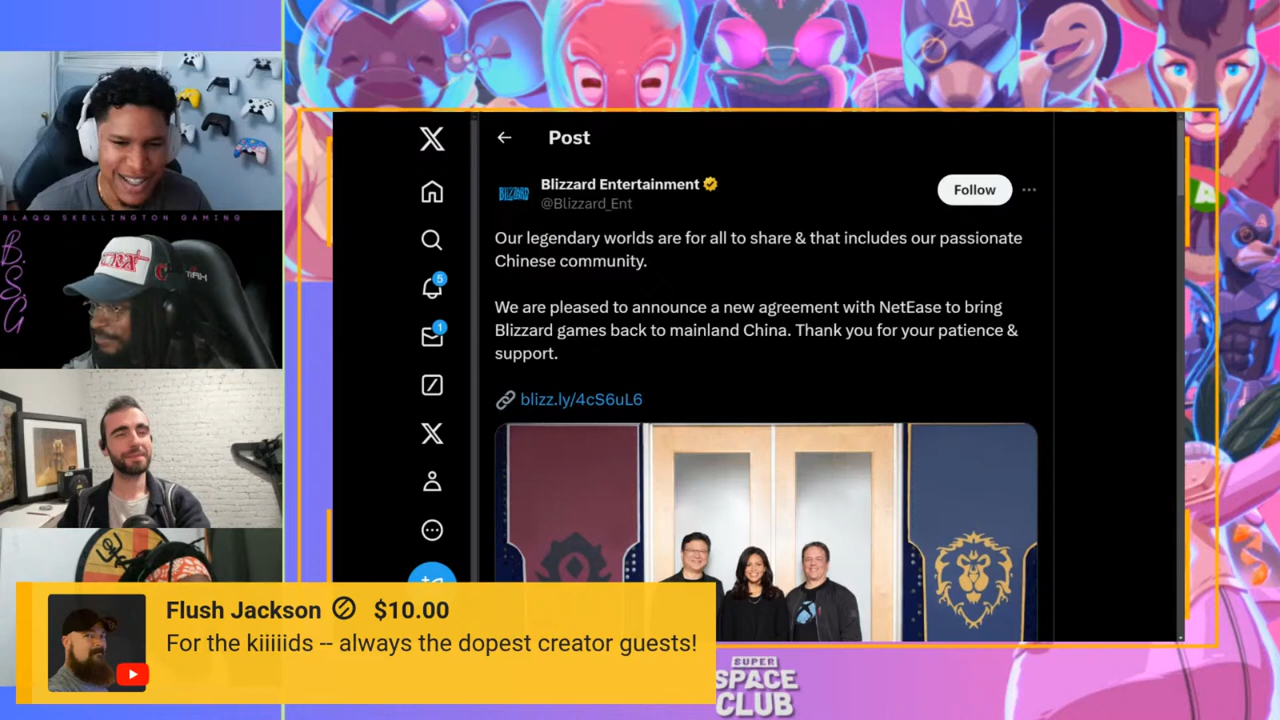 BLAQQ SKELLINGTON GAMING
B.
S.
G
Post
BLIZZARD
Blizzard Entertainment
@Blizzard_Ent
Follow
5
1
Our legendary worlds are for all to share & that includes our passionate
Chinese community.
We are pleased to announce a new agreement with NetEase to bring
Blizzard games back to mainland China. Thank you for your patience &
support.
blizz.ly/4cS6uL6
Flush Jackson $10.00
For the kiiiiids -- always the dopest creator guests!
SUPER
SPACE
CLUB